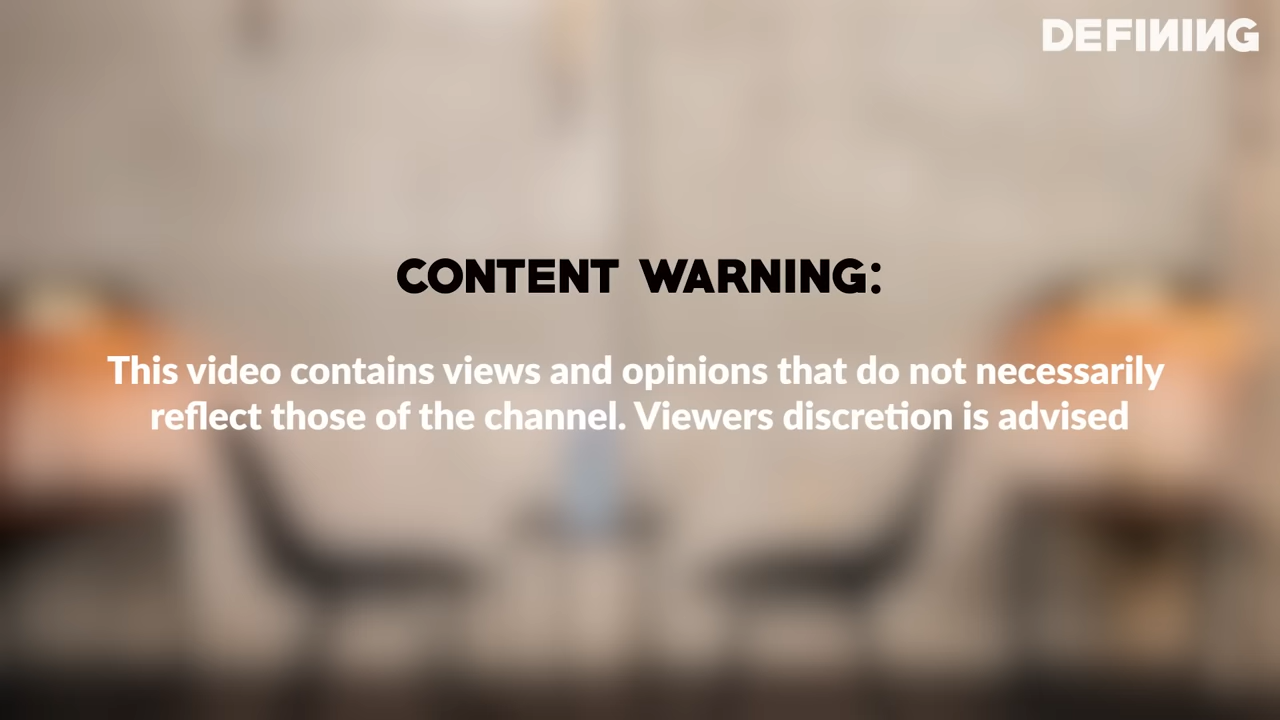 DEFINING
CONTENT WARNING:
This video contains views and opinions that do not necessarily
reflect those of the channel. Viewers discretion is advised